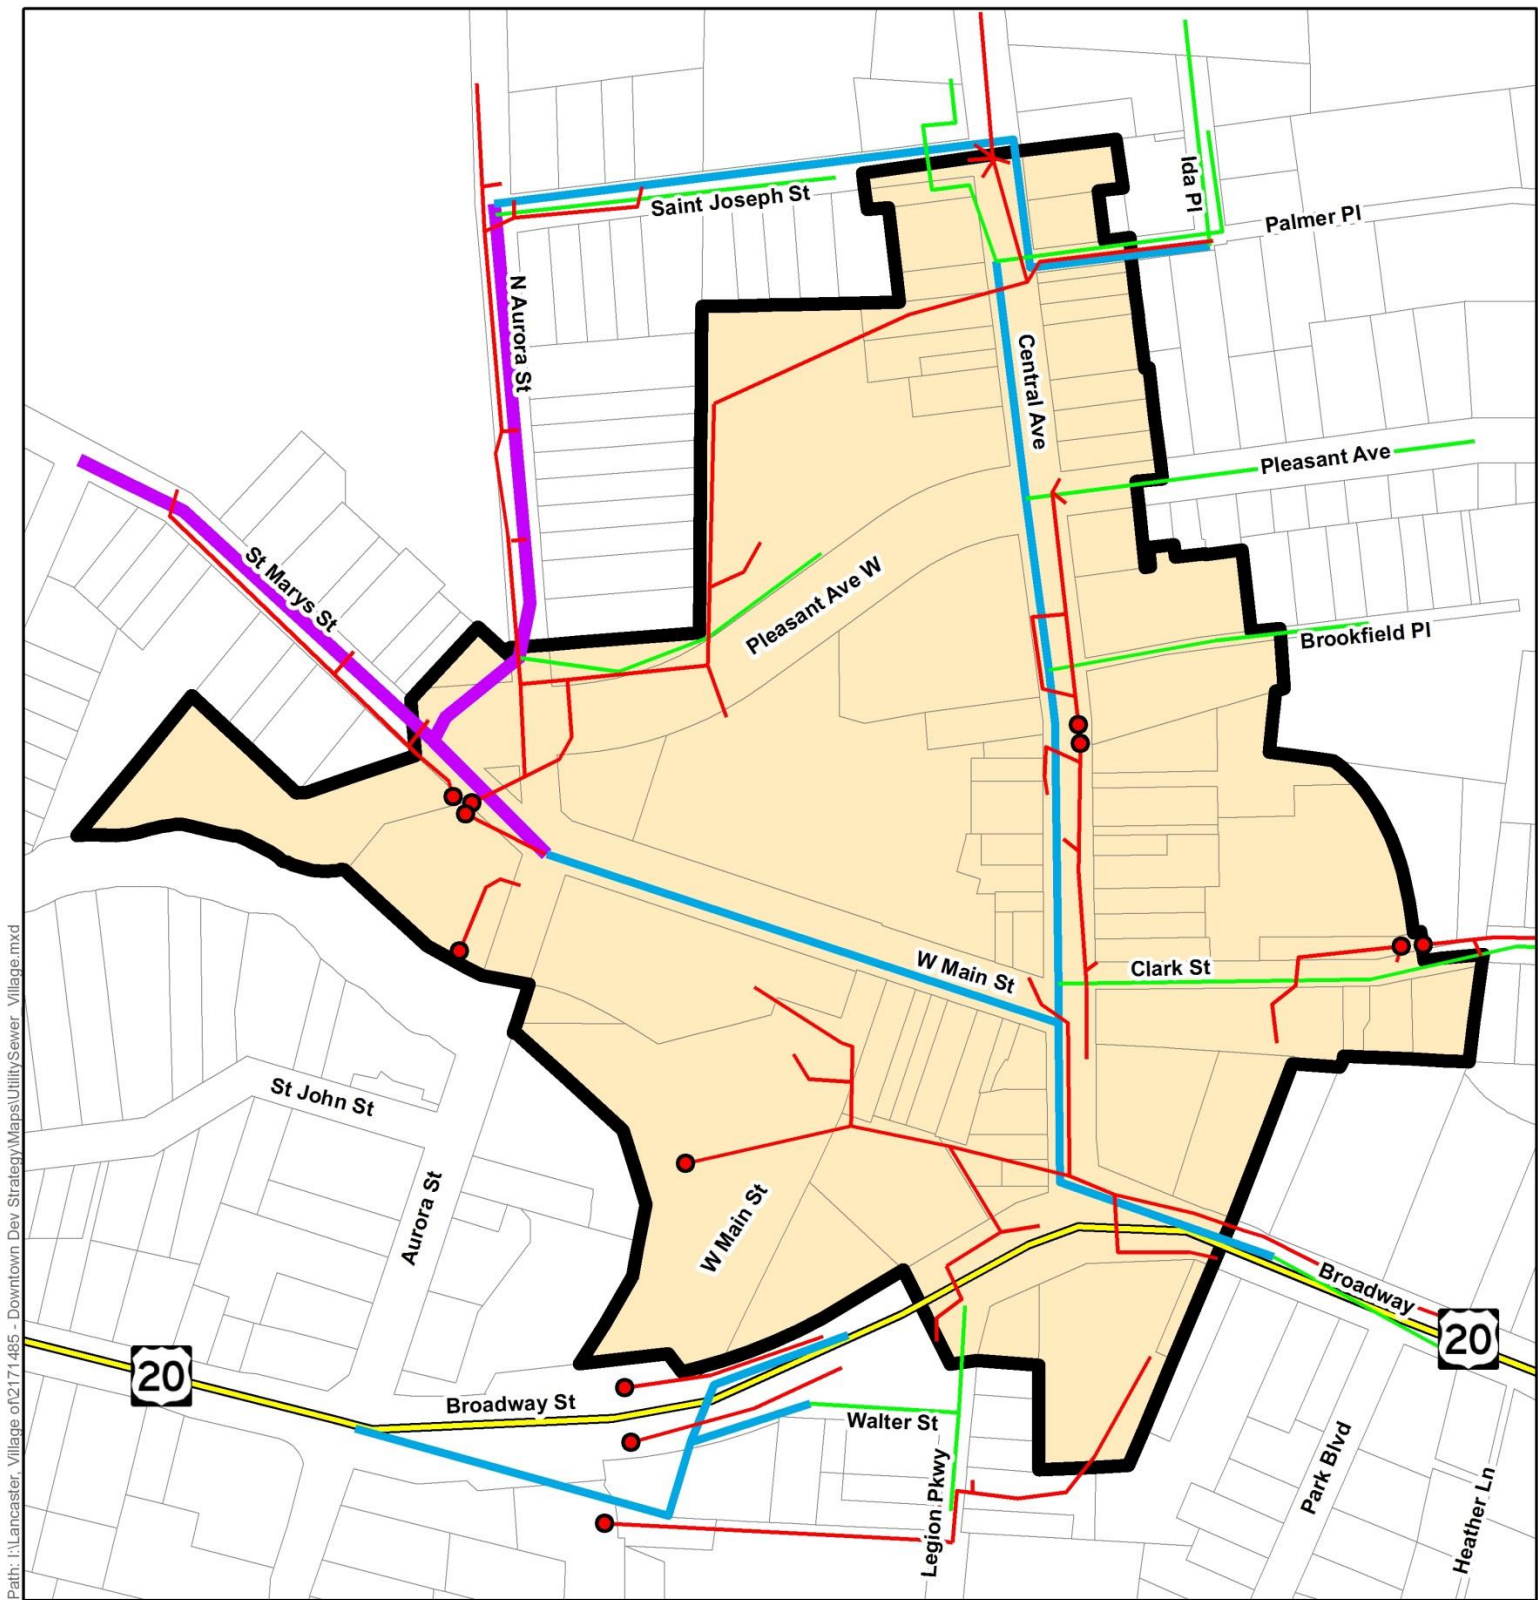 Saint Joseph St
Ida Pl
Palmer Pl
N Aurora St
Central Ave
Pleasant Ave
St Marys St
Pleasant Ave W
Brookfield Pl
W Main St
Clark St
St John St
Aurora St
W Main St
Broadway
20
20
Broadway St
Walter St
Legion Pkwy
Park Blvd
Heather Ln
Path: I:\Lancaster, Village of\2171485 - Downtown Dev Strategy\Maps\UtilitySewer_Village.mxd